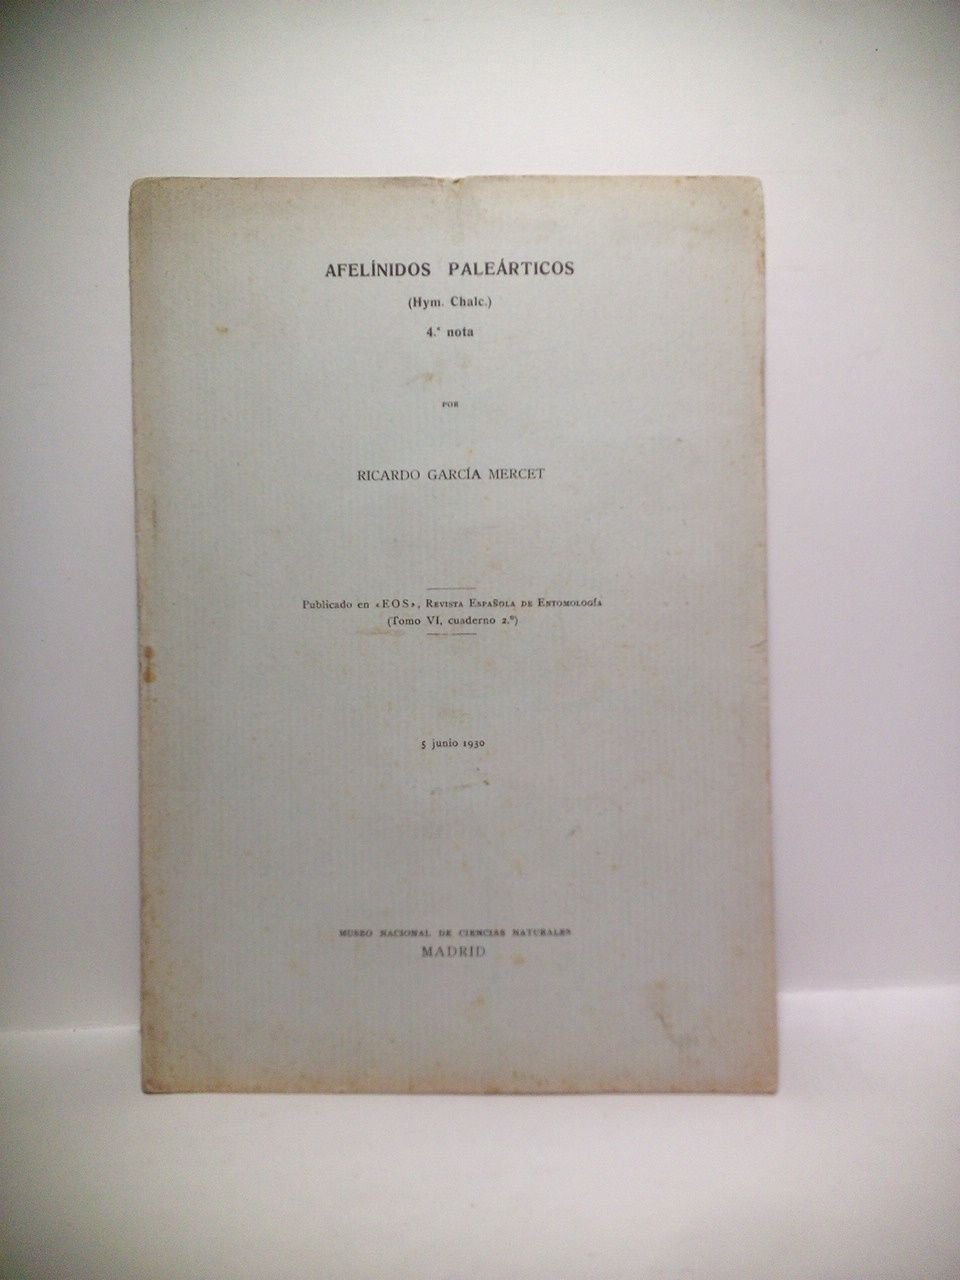 AFELÍNIDOS PALEÁRTICOS
(Hym. Chalc.)
4.ª nota
POR
RICARDO GARCÍA MERCET
Publicado en «EOS», Revista Española de Entomología
(Tomo VI, cuaderno 2.º)
5 junio 1930
MUSEO NACIONAL DE CIENCIAS NATURALES
MADRID